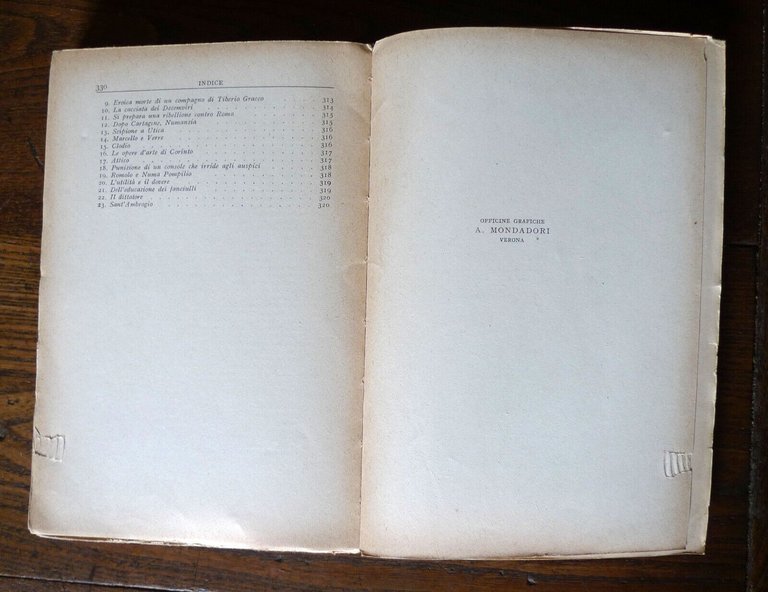 330 INDICE
9. Eroica morte di un compagno di Tiberio Gracco . . . 313
10. La cacciata dei Decemviri . . . 314
11. Si prepara una ribellione contro Roma . . . 315
12. Dopo Cartagine, Numanzia . . . 315
13. Scipione a Utica . . . 316
14. Marcello e Verre . . . 316
15. Clodio . . . 316
16. Le opere d'arte di Corinto . . . 317
17. Attico . . . 317
18. Punizione di un console che irride agli auspici . . . 318
19. Romolo e Numa Pompilio . . . 318
20. L'utilità e il dovere . . . 319
21. Dell'educazione dei fanciulli . . . 319
22. Il dittatore . . . 320
23. Sant'Ambrogio . . . 320
OFFICINE GRAFICHE
A. MONDADORI
VERONA